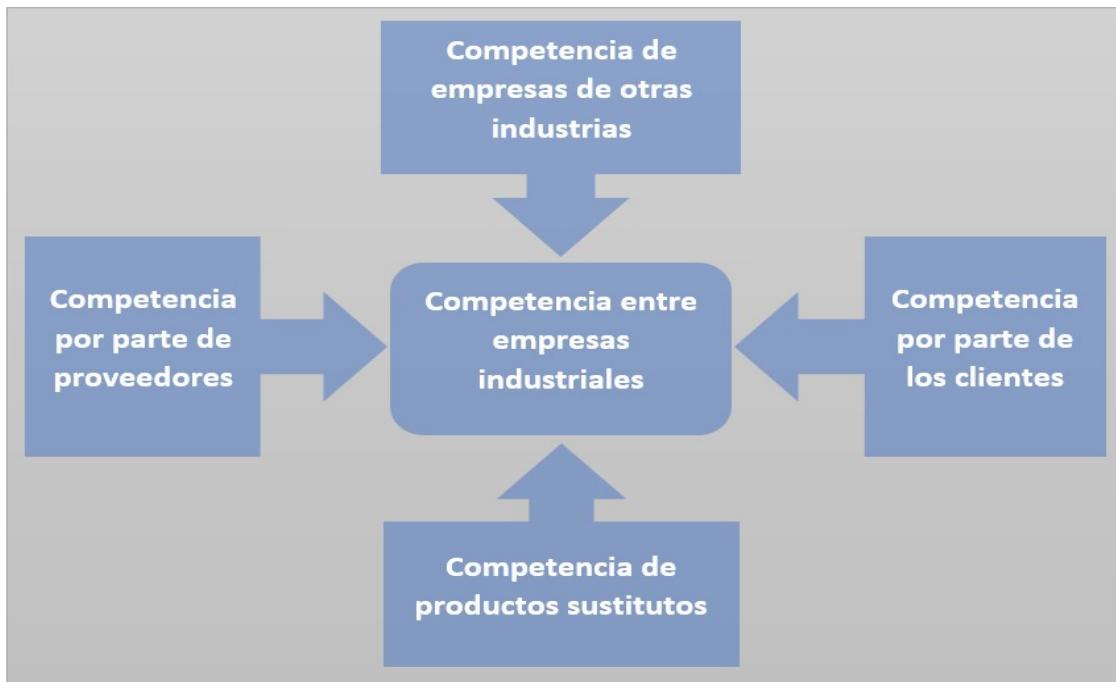 Competencia de
empresas de otras
industrias
Competencia
por parte de
proveedores
Competencia entre
empresas
industriales
Competencia
por parte de
los clientes
Competencia de
productos sustitutos